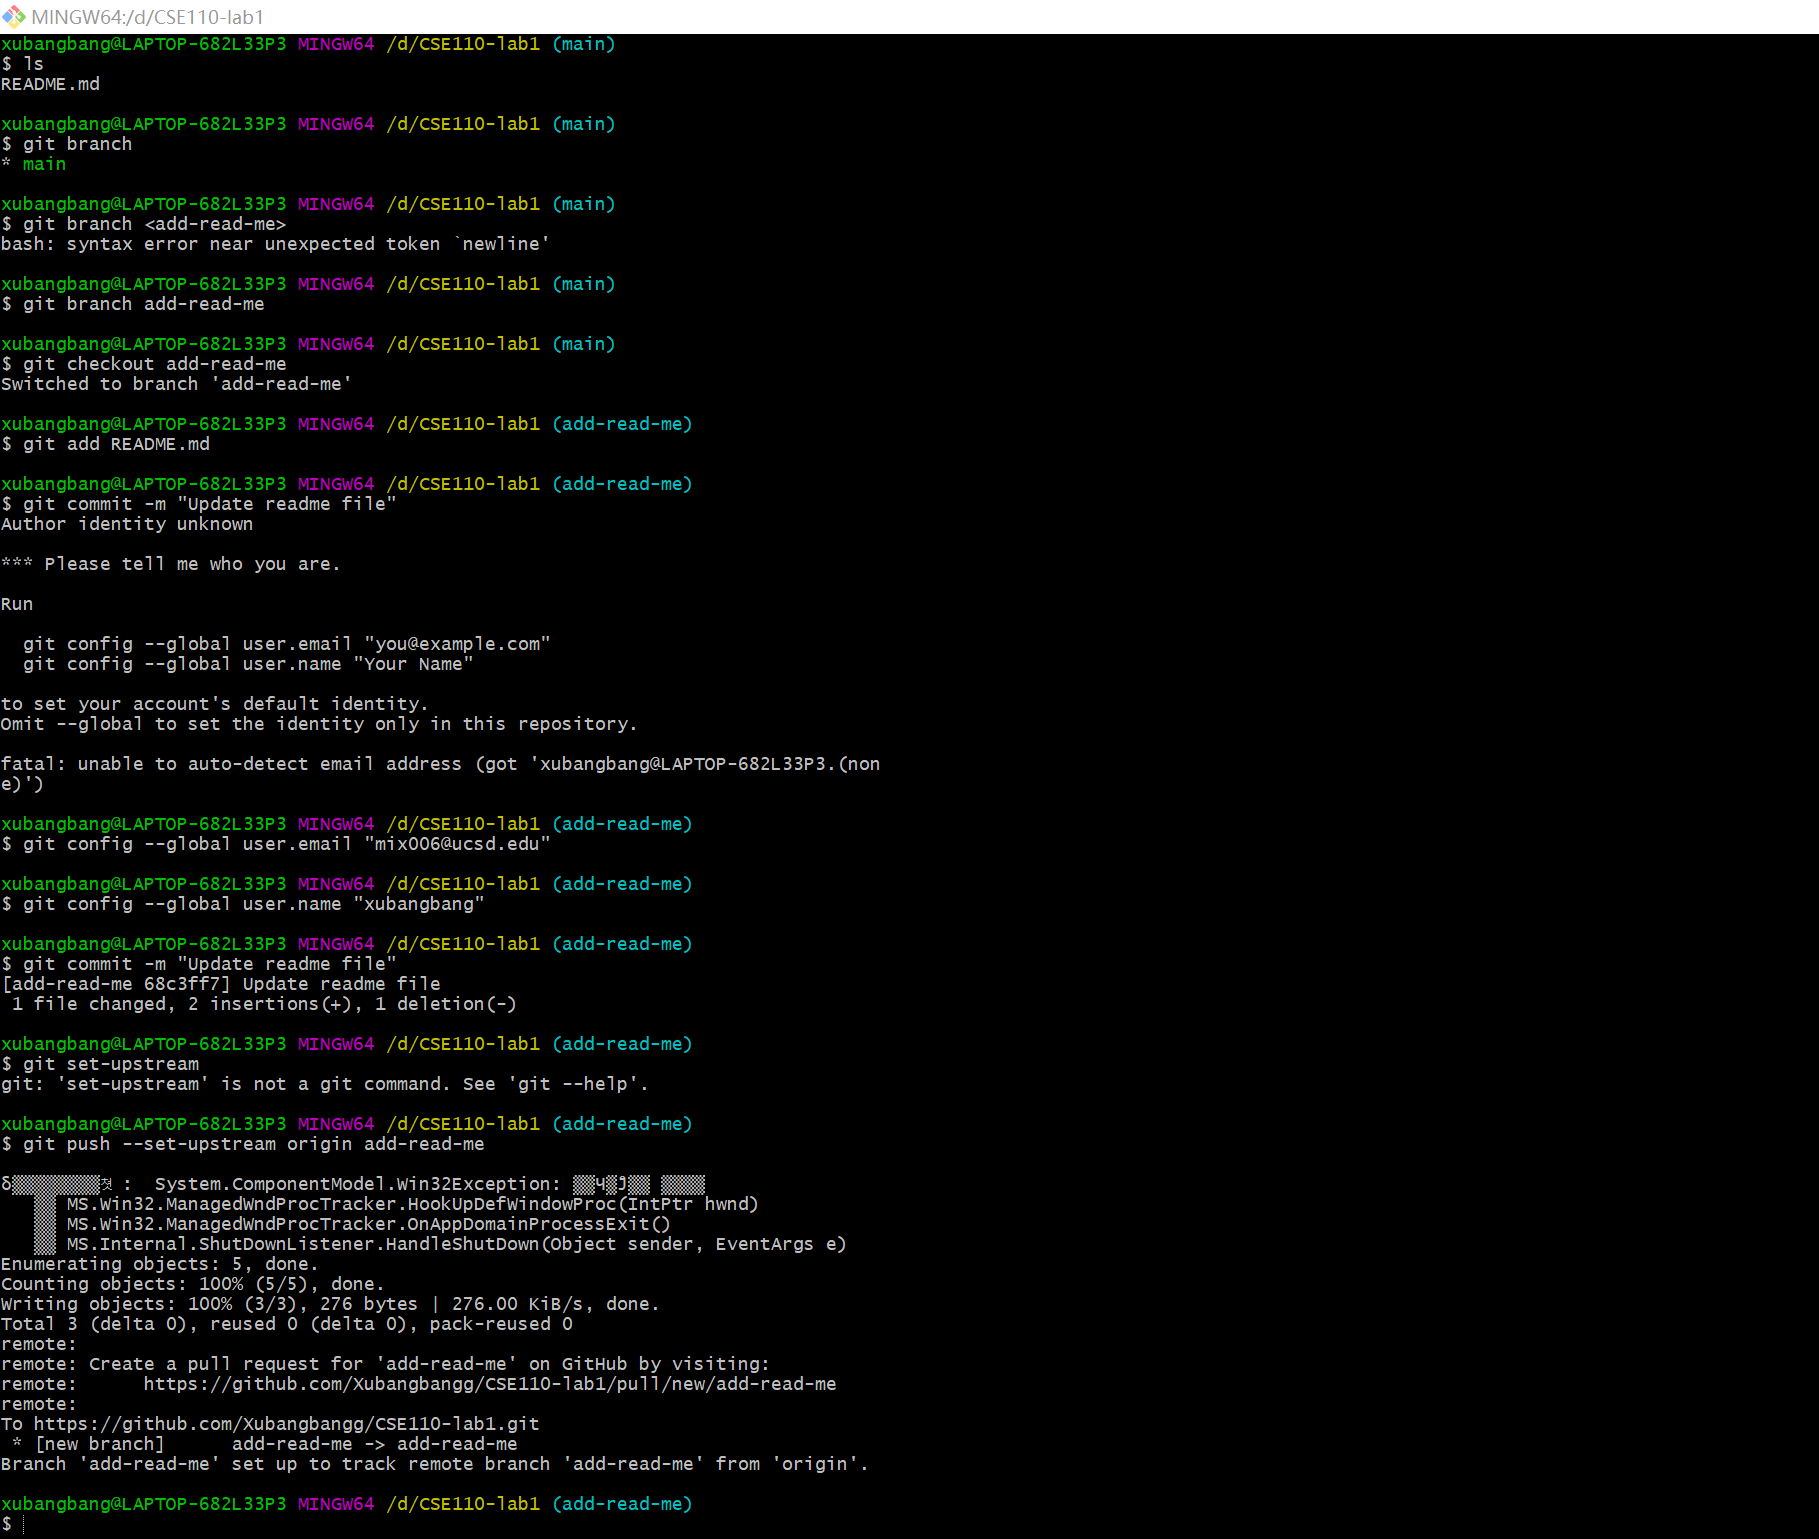 MINGW64:/d/CSE110-lab1
xubangbang@LAPTOP-682L33P3 MINGW64 /d/CSE110-lab1 (main)
$ ls
README.md
xubangbang@LAPTOP-682L33P3 MINGW64 /d/CSE110-lab1 (main)
$ git branch
* main
xubangbang@LAPTOP-682L33P3 MINGW64 /d/CSE110-lab1 (main)
$ git branch <add-read-me>
bash: syntax error near unexpected token `newline'
xubangbang@LAPTOP-682L33P3 MINGW64 /d/CSE110-lab1 (main)
$ git branch add-read-me
xubangbang@LAPTOP-682L33P3 MINGW64 /d/CSE110-lab1 (main)
$ git checkout add-read-me
Switched to branch 'add-read-me'
xubangbang@LAPTOP-682L33P3 MINGW64 /d/CSE110-lab1 (add-read-me)
$ git add README.md
xubangbang@LAPTOP-682L33P3 MINGW64 /d/CSE110-lab1 (add-read-me)
$ git commit -m "Update readme file"
Author identity unknown
*** Please tell me who you are.
Run
git config --global user.email "you@example.com"
git config --global user.name "Your Name"
to set your account's default identity.
Omit --global to set the identity only in this repository.
fatal: unable to auto-detect email address (got 'xubangbang@LAPTOP-682L33P3.(non
e)')
xubangbang@LAPTOP-682L33P3 MINGW64 /d/CSE110-lab1 (add-read-me)
$ git config --global user.email "mix006@ucsd.edu"
xubangbang@LAPTOP-682L33P3 MINGW64 /d/CSE110-lab1 (add-read-me)
$ git config --global user.name "xubangbang"
xubangbang@LAPTOP-682L33P3 MINGW64 /d/CSE110-lab1 (add-read-me)
$ git commit -m "Update readme file"
[add-read-me 68c3ff7] Update readme file
1 file changed, 2 insertions(+), 1 deletion(-)
xubangbang@LAPTOP-682L33P3 MINGW64 /d/CSE110-lab1 (add-read-me)
$ git set-upstream
git: 'set-upstream' is not a git command. See 'git --help'.
xubangbang@LAPTOP-682L33P3 MINGW64 /d/CSE110-lab1 (add-read-me)
$ git push --set-upstream origin add-read-me
: System.ComponentModel.Win32Exception:
MS.Win32.ManagedWndProcTracker.HookUpDefWindowProc(IntPtr hwnd)
MS.Win32.ManagedWndProcTracker.OnAppDomainProcessExit()
MS.Internal.ShutDownListener.HandleShutDown(Object sender, EventArgs e)
Enumerating objects: 5, done.
Counting objects: 100% (5/5), done.
Writing objects: 100% (3/3), 276 bytes | 276.00 KiB/s, done.
Total 3 (delta 0), reused 0 (delta 0), pack-reused 0
remote:
remote: Create a pull request for 'add-read-me' on GitHub by visiting:
remote:      https://github.com/Xubangbangg/CSE110-lab1/pull/new/add-read-me
remote:
To https://github.com/Xubangbangg/CSE110-lab1.git
* [new branch]      add-read-me -> add-read-me
Branch 'add-read-me' set up to track remote branch 'add-read-me' from 'origin'.
xubangbang@LAPTOP-682L33P3 MINGW64 /d/CSE110-lab1 (add-read-me)
$